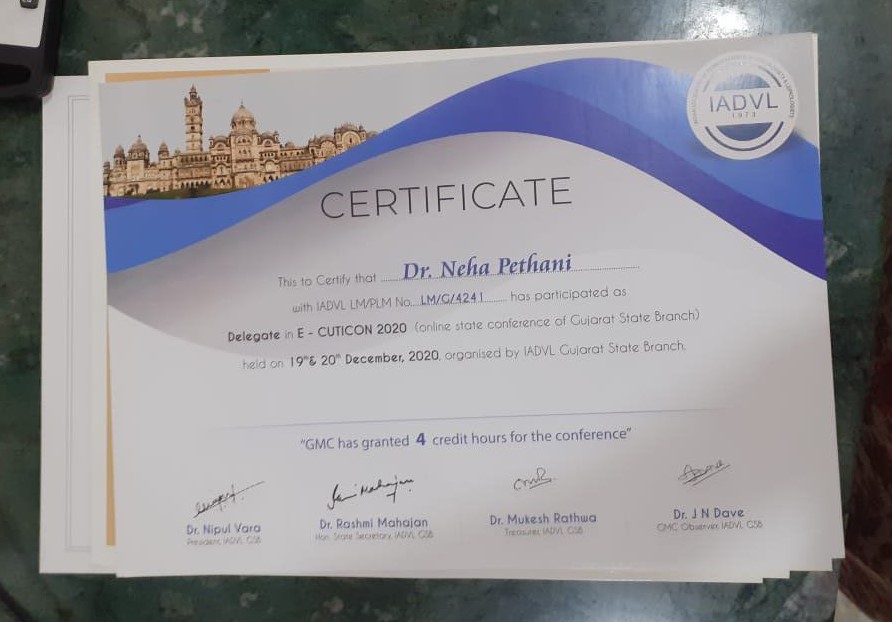 IADVL
1973
CERTIFICATE
This to Certify that Dr. Neha Pethani
with IADVL LM/PLM No. LM/G/4241 has participated as
Delegate in E - CUTICON 2020 (online state conference of Gujarat State Branch)
held on 19th& 20th December, 2020, organised by IADVL Gujarat State Branch.
"GMC has granted 4 credit hours for the conference"
Dr. Nipul Vara
President, IADVL GSB
Dr. Rashmi Mahajan
Hon. State Secretary, IADVL GSB
Dr. Mukesh Rathwa
Treasurer, IADVL GSB
Dr. J N Dave
GMC Observer, IADVL GSB